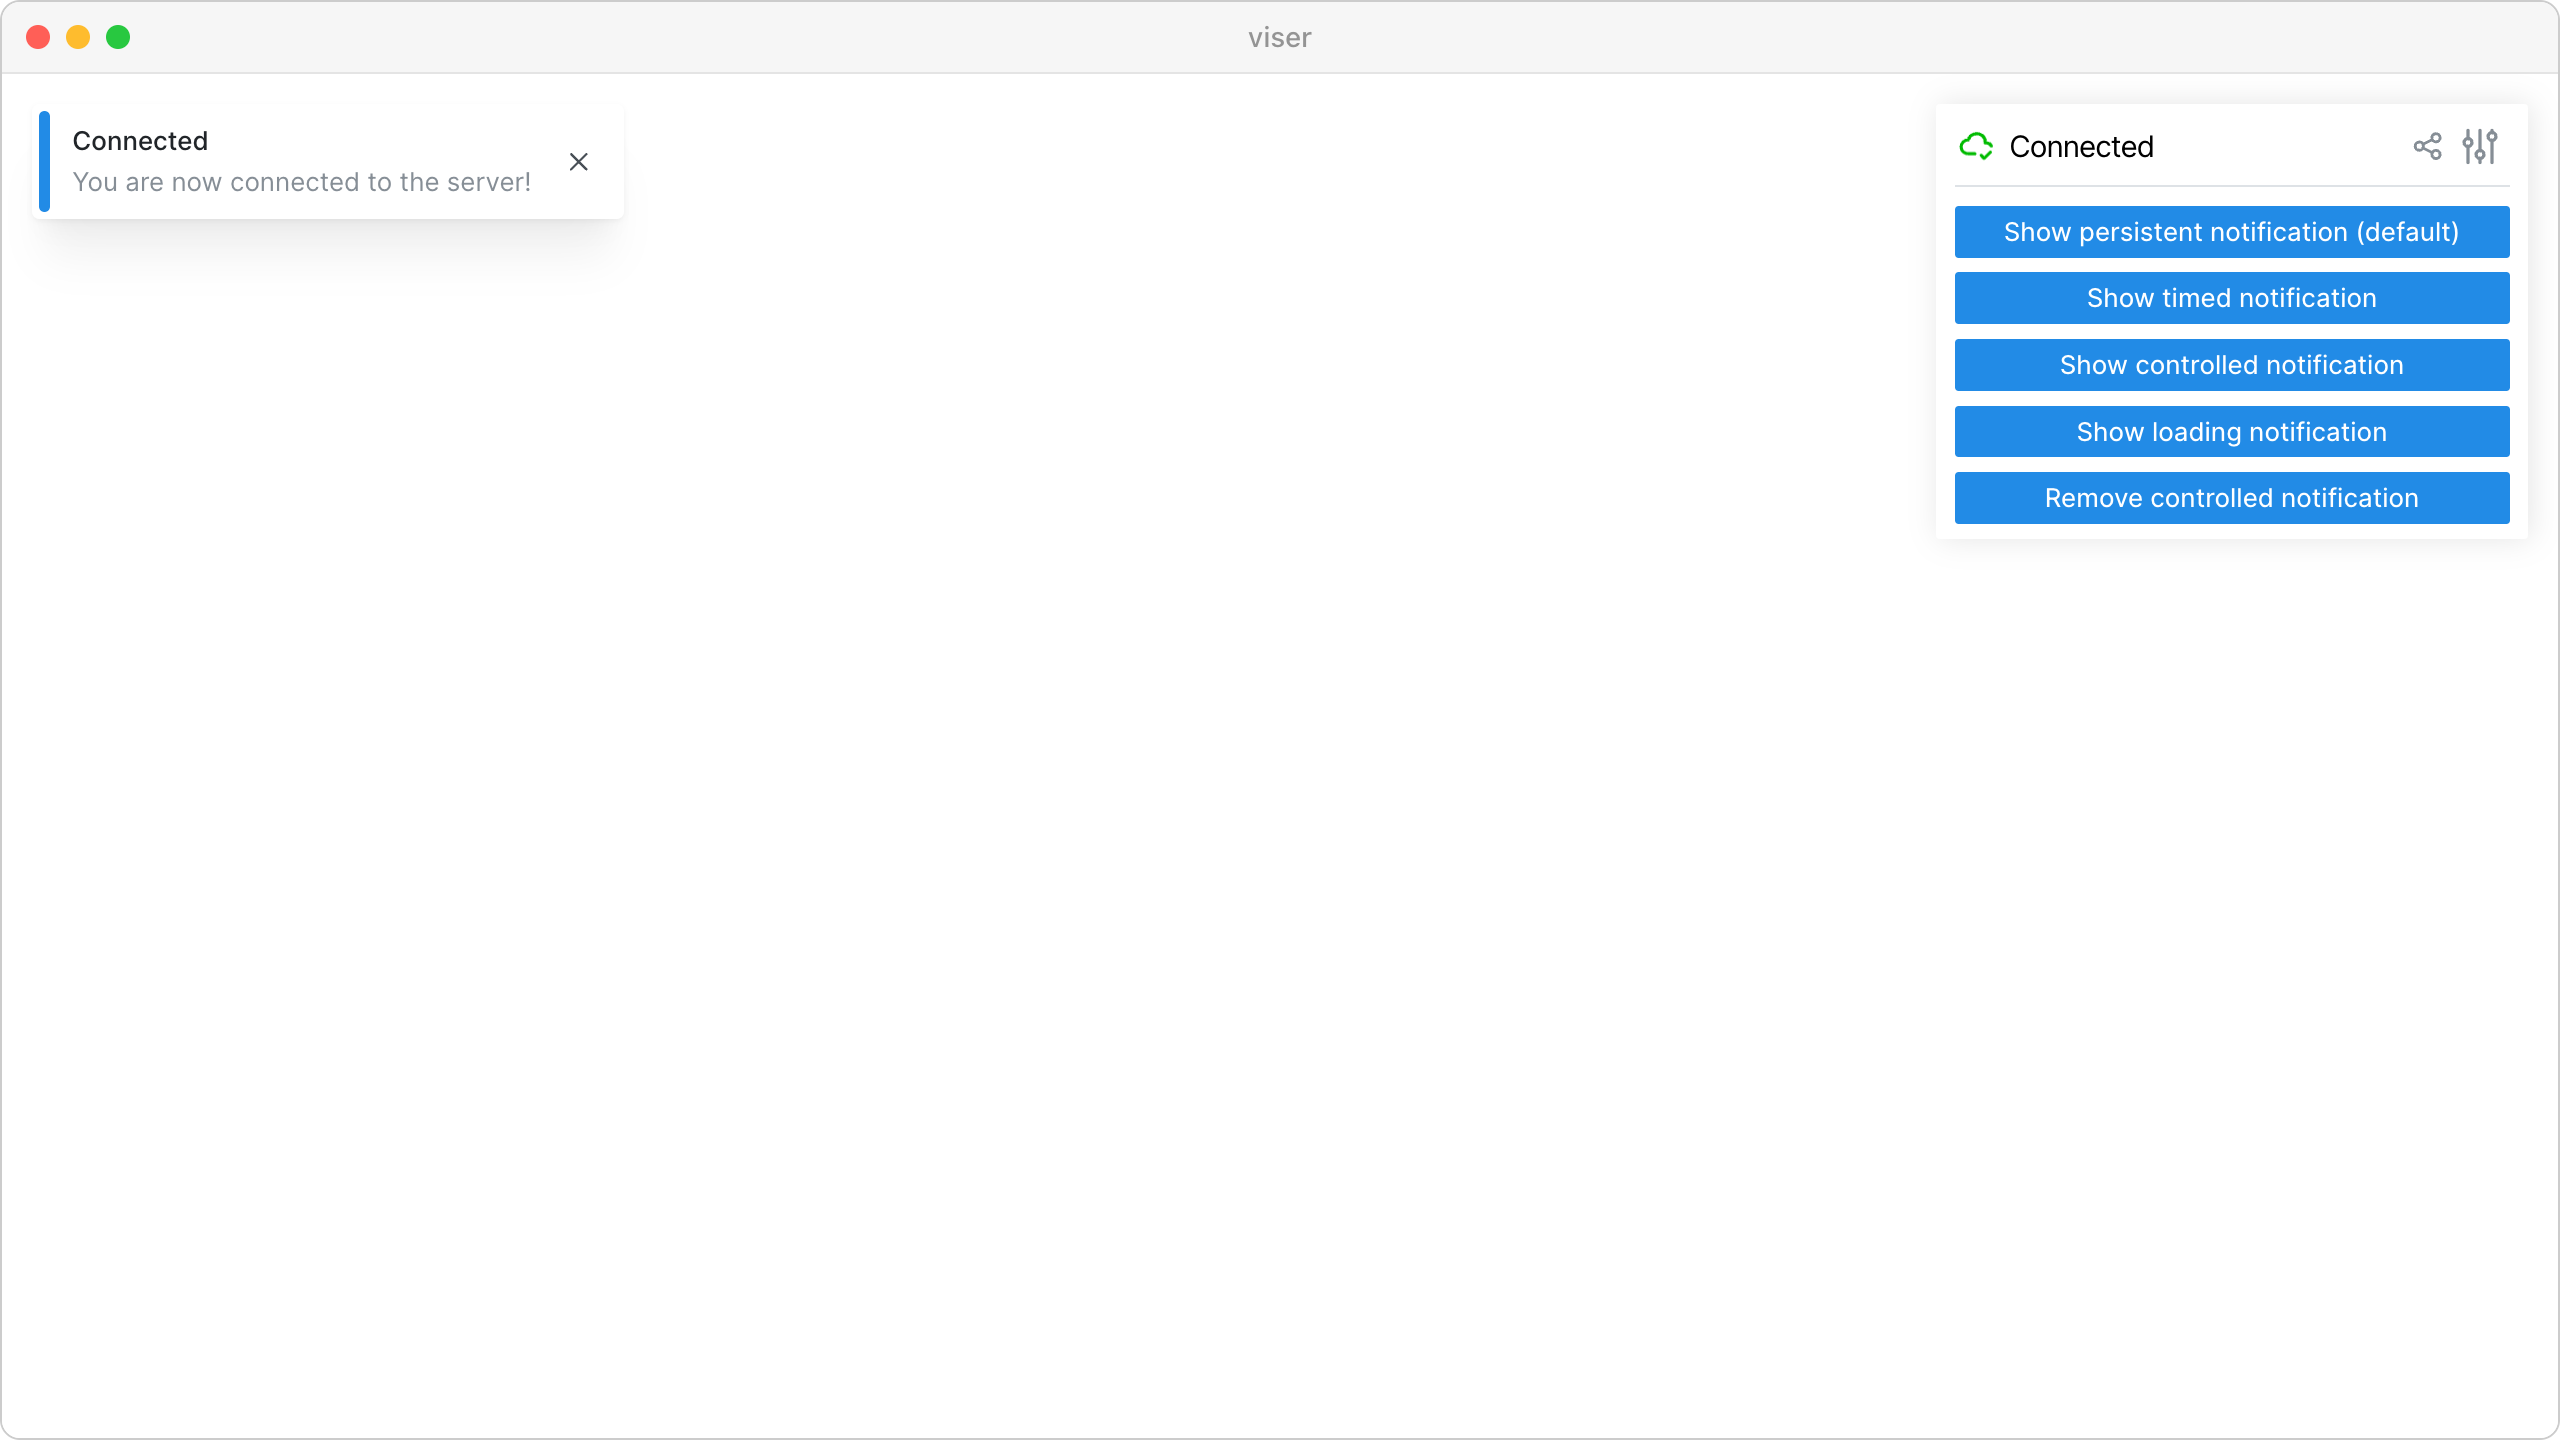 viser
Connected
You are now connected to the server!
Connected
Show persistent notification (default)
Show timed notification
Show controlled notification
Show loading notification
Remove controlled notification